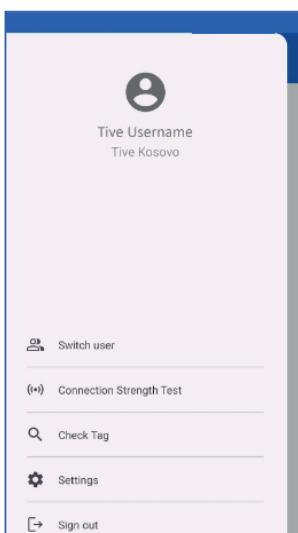 Tive Username
Tive Kosovo
Switch user
Connection Strength Test
Check Tag
Settings
Sign out